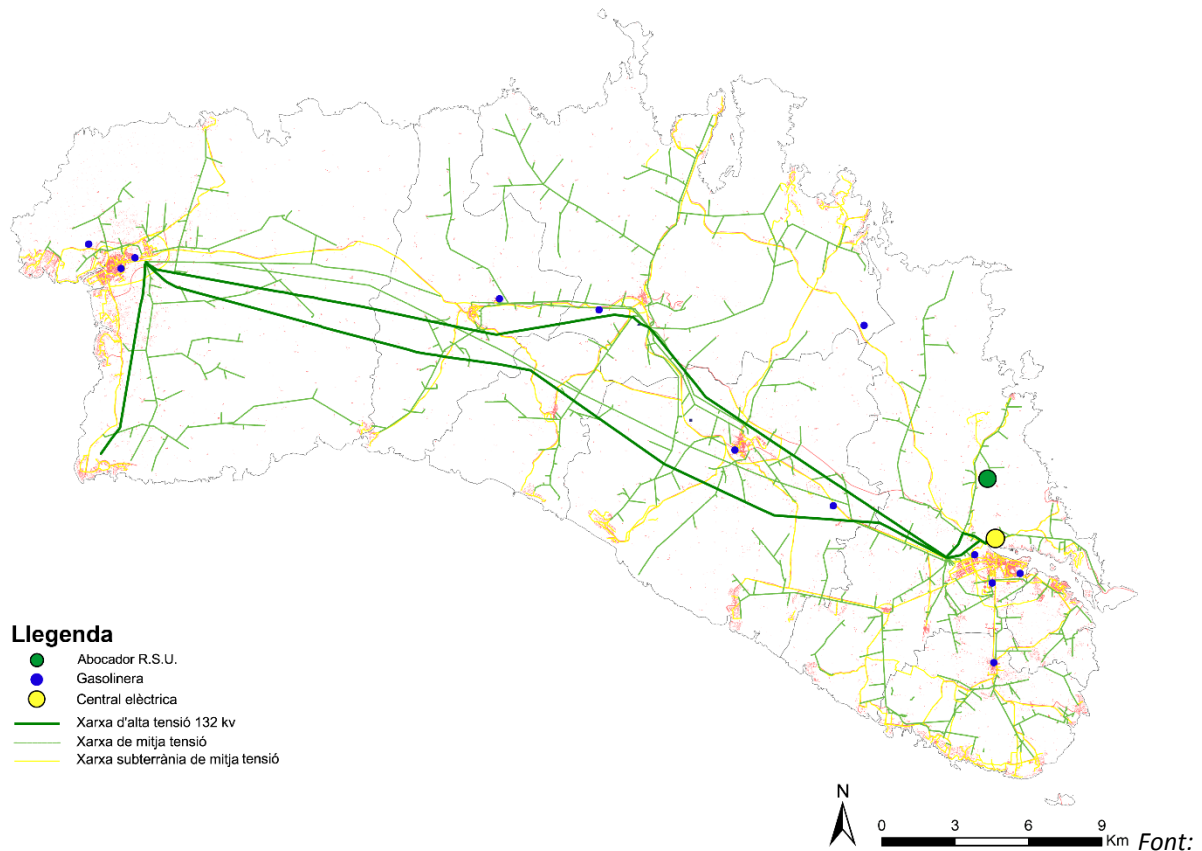 Llegenda
Abocador R.S.U.
Gasolinera
Central elèctrica
Xarxa d'alta tensió 132 kv
Xarxa de mitja tensió
Xarxa subterrània de mitja tensió
N
0 3 6 9
Km Font: